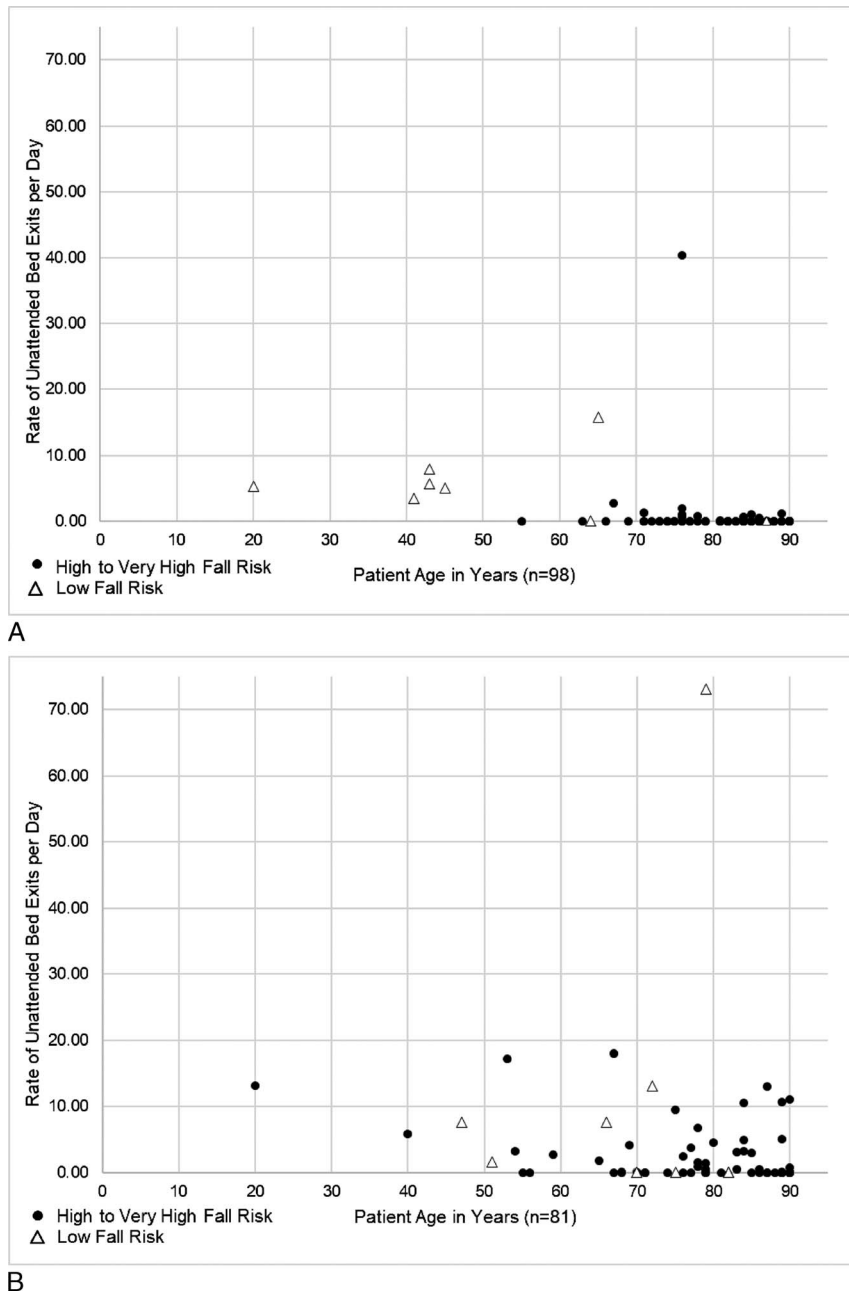 70.00
60.00
50.00
40.00
30.00
20.00
10.00
0.00
Rate of Unattended Bed Exits per Day
0 10 20 30 40 50 60 70 80 90
High to Very High Fall Risk
Low Fall Risk
Patient Age in Years (n=98)
A
70.00
60.00
50.00
40.00
30.00
20.00
10.00
0.00
Rate of Unattended Bed Exits per Day
0 10 20 30 40 50 60 70 80 90
High to Very High Fall Risk
Low Fall Risk
Patient Age in Years (n=81)
B